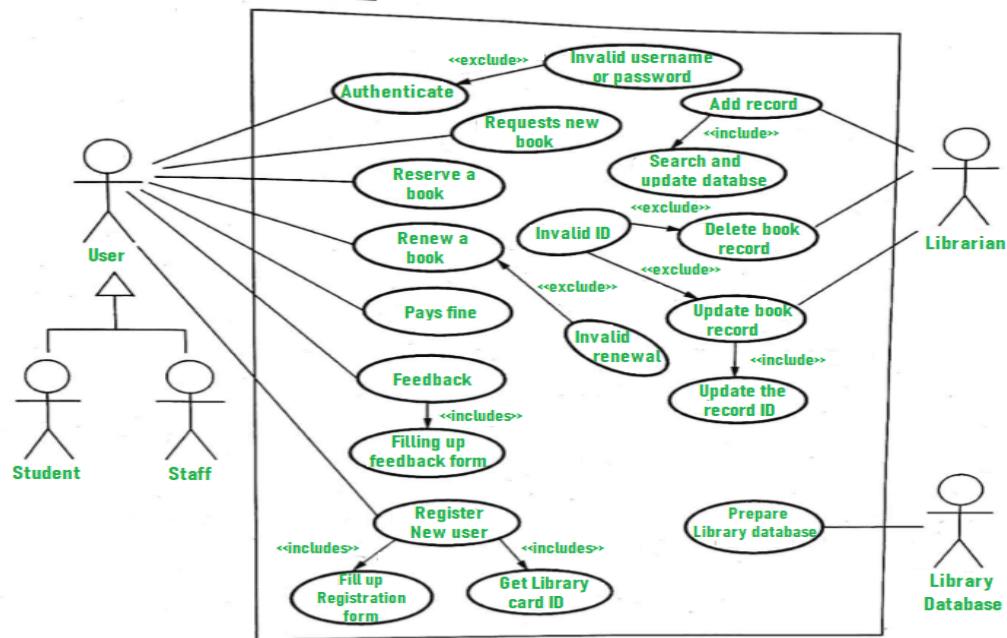 <<exclude>>
Invalid username
or password
Authenticate
Add record
Requests new
book
<<include>>
Search and
update databse
Reserve a
book
<<exclude>>
Invalid ID
Delete book
record
User
Librarian
Renew a
book
<<exclude>>
<<exclude>>
Pays fine
Update book
record
Invalid
renewal
<<include>>
Feedback
Update the
record ID
<<includes>>
Filling up
feedback form
Student
Staff
Register
New user
Prepare
Library database
<<includes>>
<<includes>>
Fill up
Registration
form
Get Library
card ID
Library
Database